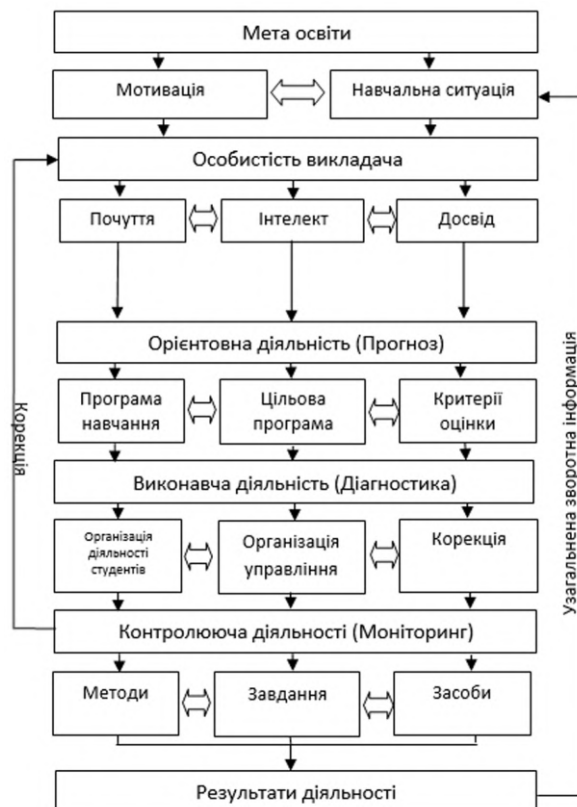 Мета освіти
Мотивація
Навчальна ситуація
Особистість викладача
Почуття
Інтелект
Досвід
Орієнтовна діяльність (Прогноз)
Програма
навчання
Цільова
програма
Критерії
оцінки
Виконавча діяльність (Діагностика)
Організація
діяльності
студентів
Організація
управління
Корекція
Контролююча діяльності (Моніторинг)
Методи
Завдання
Засоби
Результати діяльності
Корекція
Узагальнена зворотна інформація